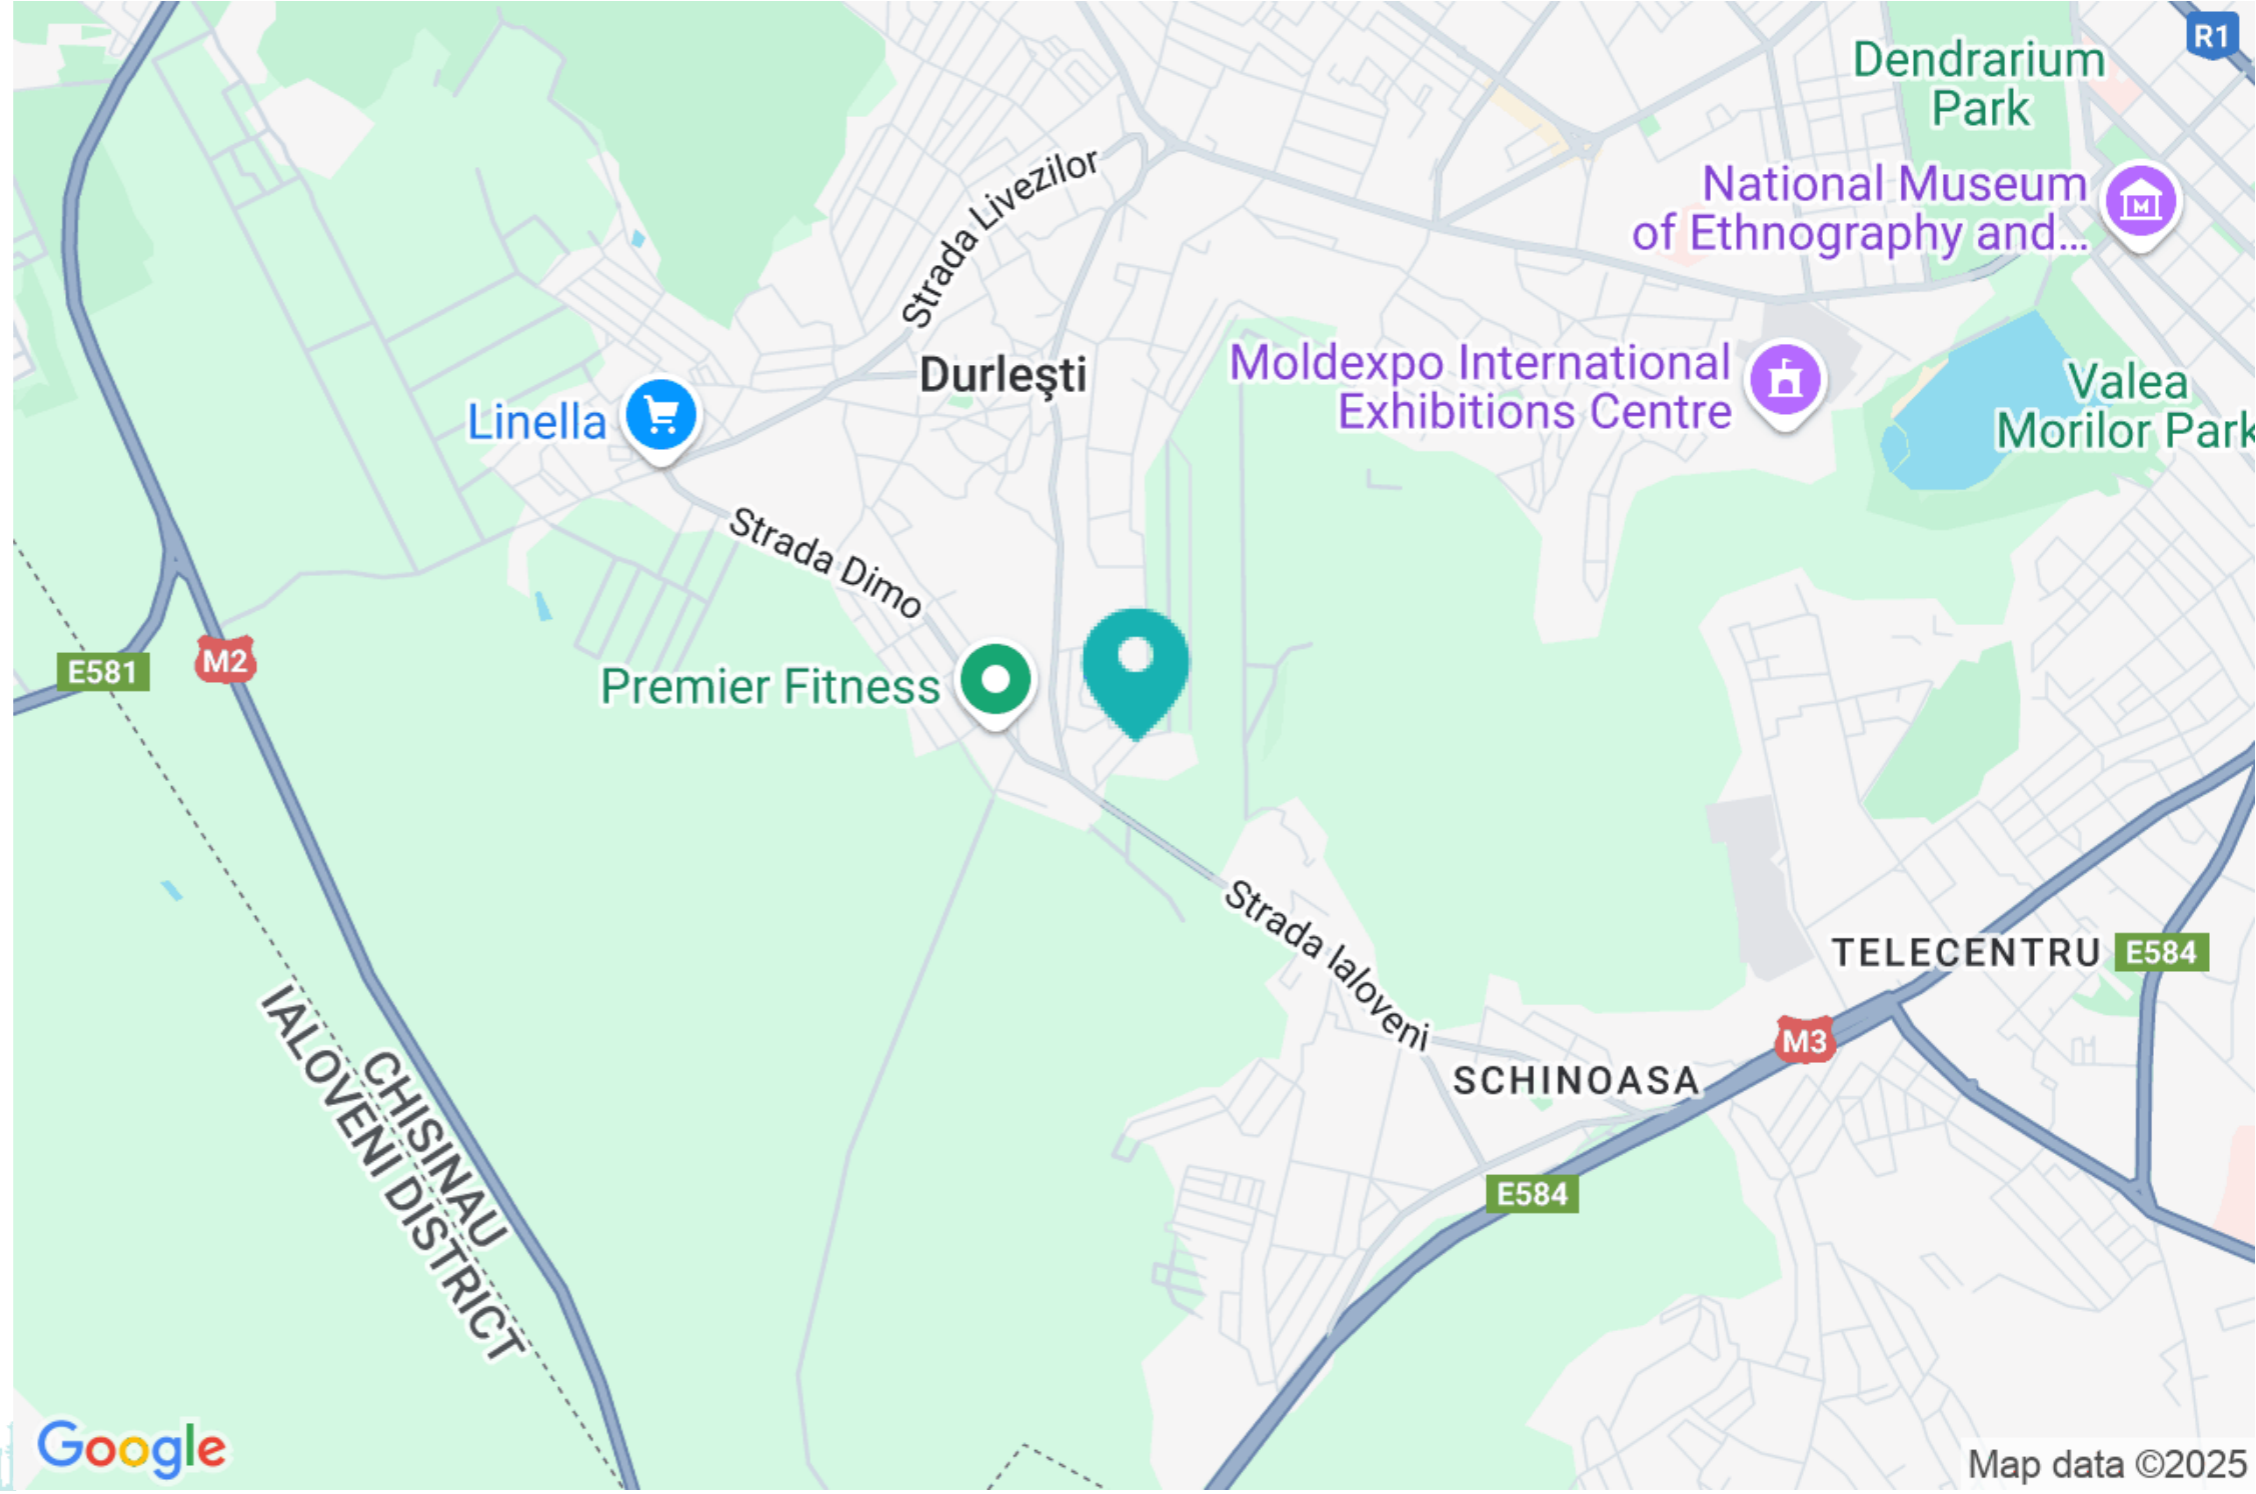 R1
Dendrarium
Park
National Museum
of Ethnography and...
Strada Livezilor
Durleşti
Moldexpo International
Exhibitions Centre
Valea
Morilor Park
Linella
Strada Dimo
E581
M2
Premier Fitness
Strada Ialoveni
TELECENTRU
E584
M3
SCHINOASA
E584
CHISINAU
IALOVENI DISTRICT
Google
Map data ©2025